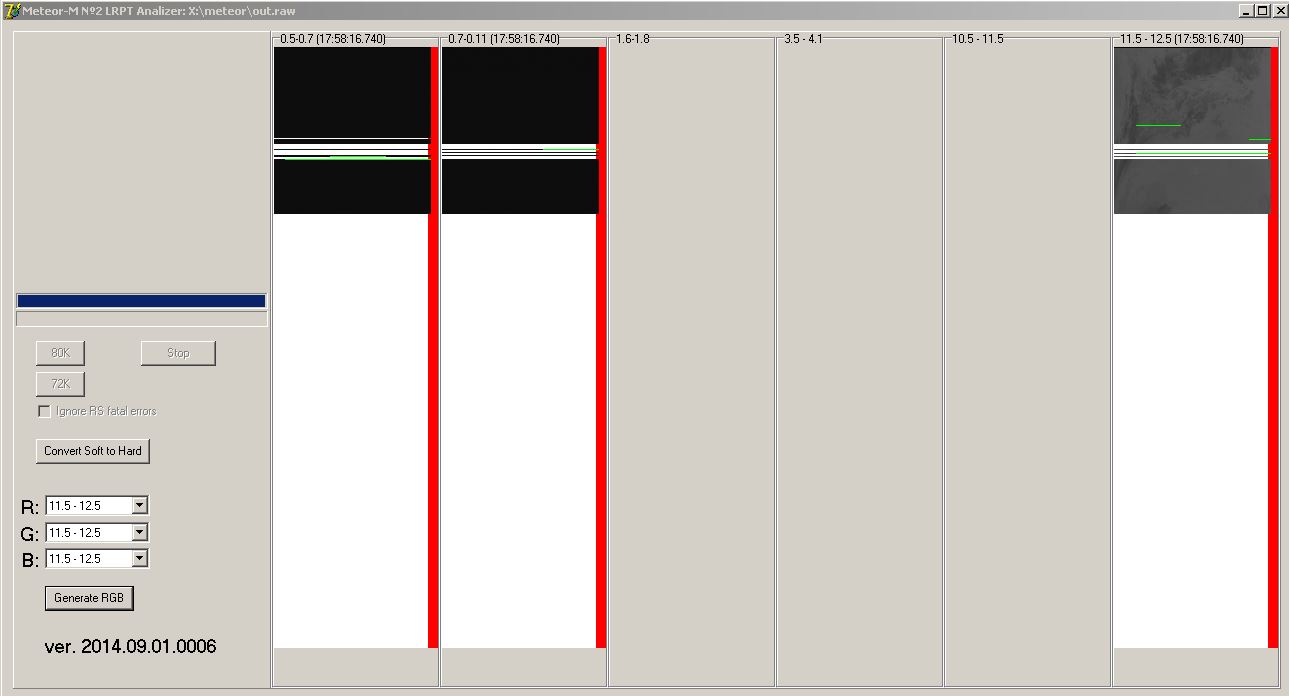 Meteor-M №2 LRPT Analizer: X:\meteor\out.raw
0.5-0.7 (17:58:16.740)
0.7-0.11 (17:58:16.740)
1.6-1.8
3.5 - 4.1
10.5 - 11.5
11.5 - 12.5 (17:58:16.740)
80K
Stop
72K
Ignore RS fatal errors
Convert Soft to Hard
R: 11.5 - 12.5
G: 11.5 - 12.5
B: 11.5 - 12.5
Generate RGB
ver. 2014.09.01.0006